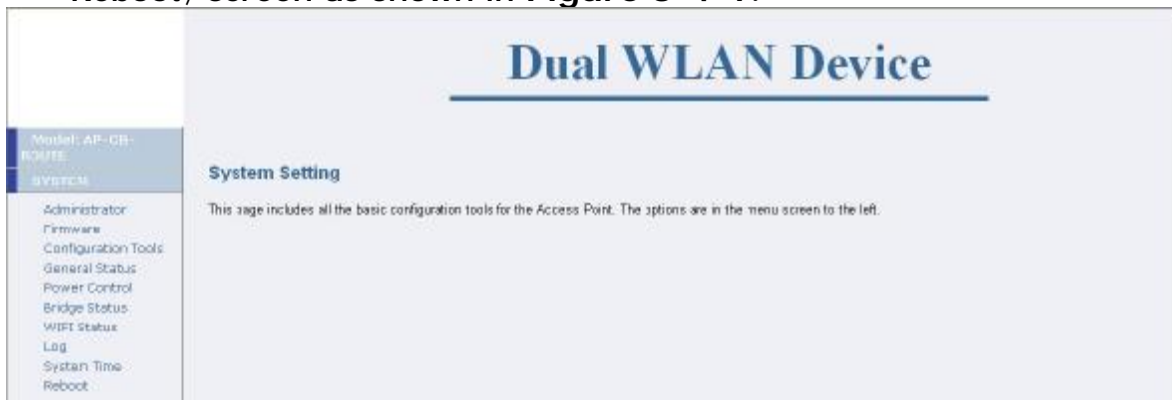 Reboot) screen as shown in Figure
Dual WLAN Device
Model: AP-CB-
ROUTE
SYSTEM
System Setting
This page includes all the basic configuration tools for the Access Point. The options are in the menu screen to the left.
Administrator
Firmware
Configuration Tools
General Status
Power Control
Bridge Status
WIFI Status
Log
System Time
Reboot